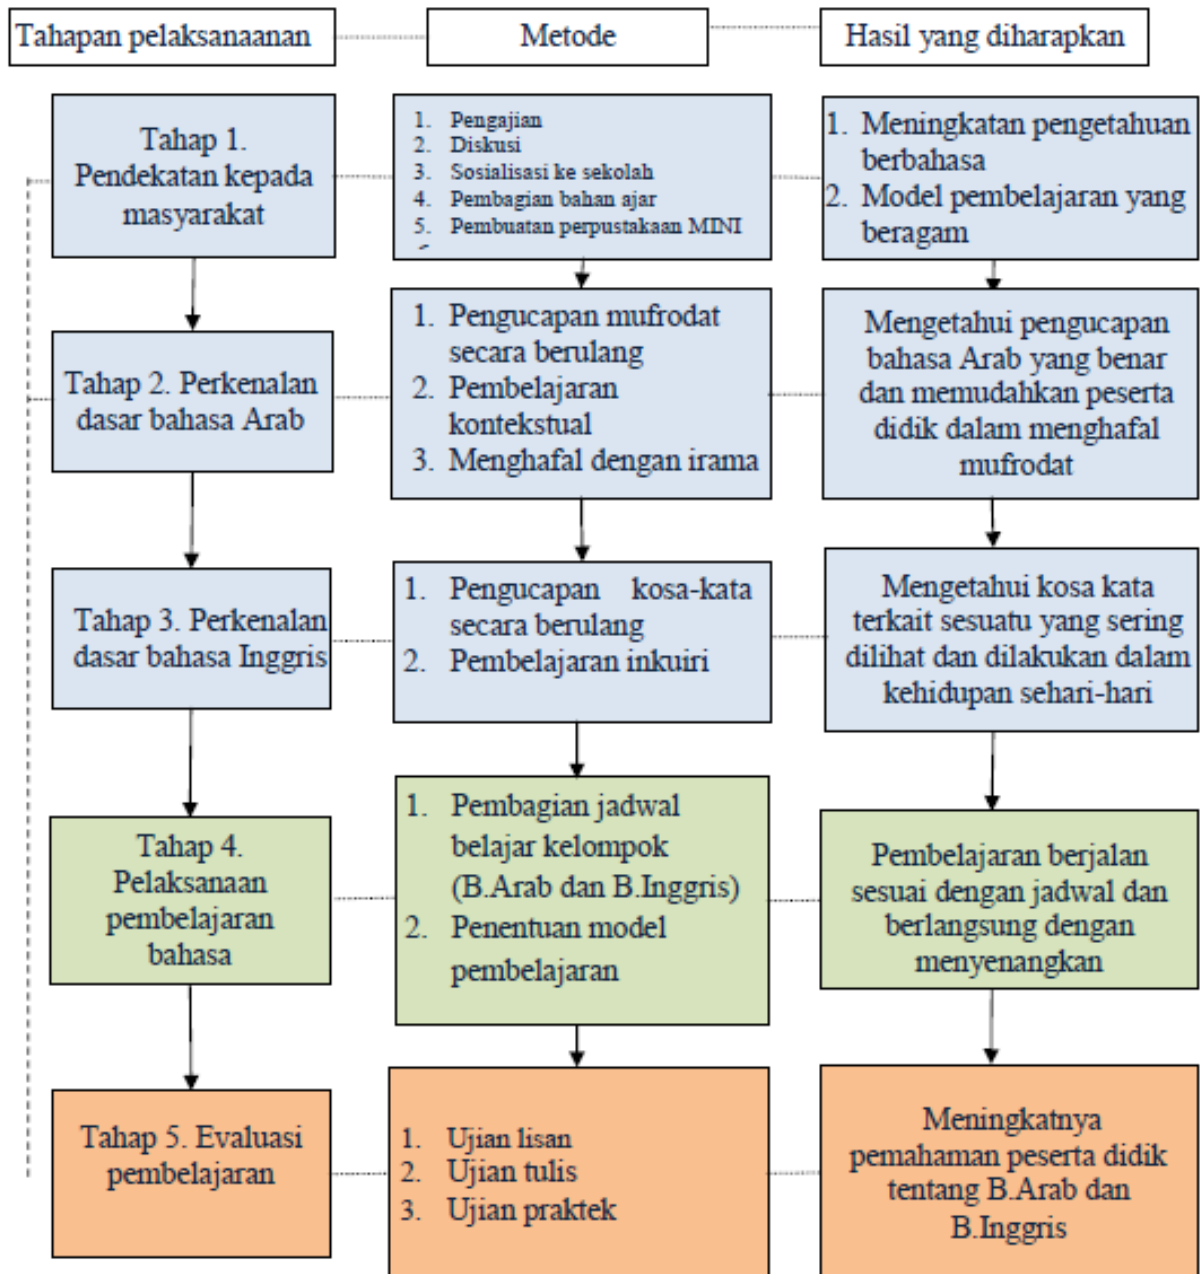 Tahapan pelaksanaanan
Metode
Hasil yang diharapkan
Tahap 1.
Pendekatan kepada
masyarakat
1. Pengajian
2. Diskusi
3. Sosialisasi ke sekolah
4. Pembagian bahan ajar
5. Pembuatan perpustakaan MINI
1. Meningkatan pengetahuan
berbahasa
2. Model pembelajaran yang
beragam
Tahap 2. Perkenalan
dasar bahasa Arab
1. Pengucapan mufrodat
secara berulang
2. Pembelajaran
kontekstual
3. Menghafal dengan irama
Mengetahui pengucapan
bahasa Arab yang benar
dan memudahkan peserta
didik dalam menghafal
mufrodat
Tahap 3. Perkenalan
dasar bahasa Inggris
1. Pengucapan kosa-kata
secara berulang
2. Pembelajaran inkuiri
Mengetahui kosa kata
terkait sesuatu yang sering
dilihat dan dilakukan dalam
kehidupan sehari-hari
Tahap 4.
Pelaksanaan
pembelajaran
bahasa
1. Pembagian jadwal
belajar kelompok
(B.Arab dan B.Inggris)
2. Penentuan model
pembelajaran
Pembelajaran berjalan
sesuai dengan jadwal dan
berlangsung dengan
menyenangkan
Tahap 5. Evaluasi
pembelajaran
1. Ujian lisan
2. Ujian tulis
3. Ujian praktek
Meningkatnya
pemahaman peserta didik
tentang B.Arab dan
B.Inggris